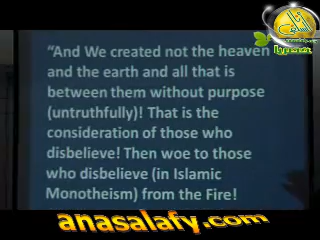 “And We created not the heaven
and the earth and all that is
between them without purpose
(untruthfully)! That is the
consideration of those who
disbelieve! Then woe to those
who disbelieve (in Islamic
Monotheism) from the Fire!
anasalafy.com